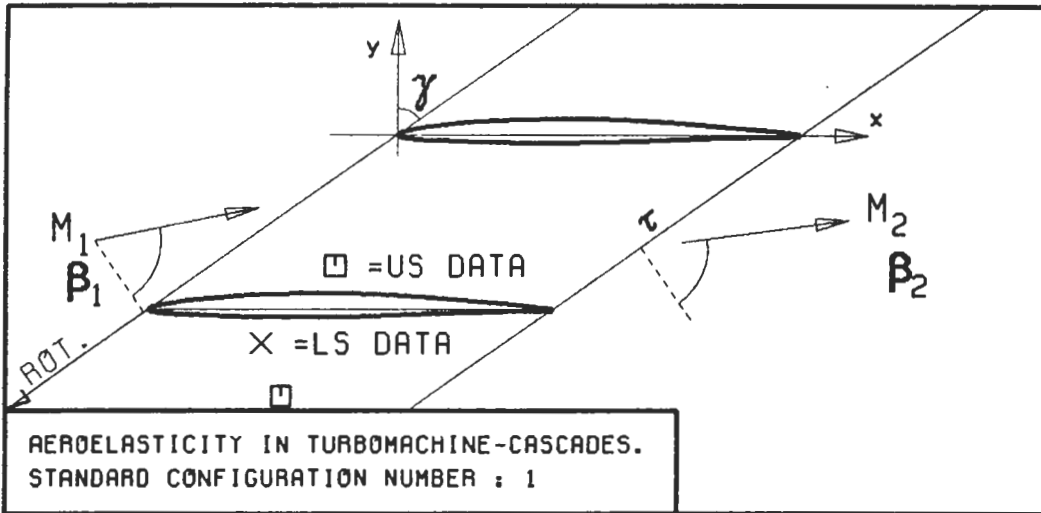 y
γ
x
M₁
β₁
τ
M₂
β₂
=US DATA
X =LS DATA
ROT.
AEROELASTICITY IN TURBOMACHINE-CASCADES.
STANDARD CONFIGURATION NUMBER : 1